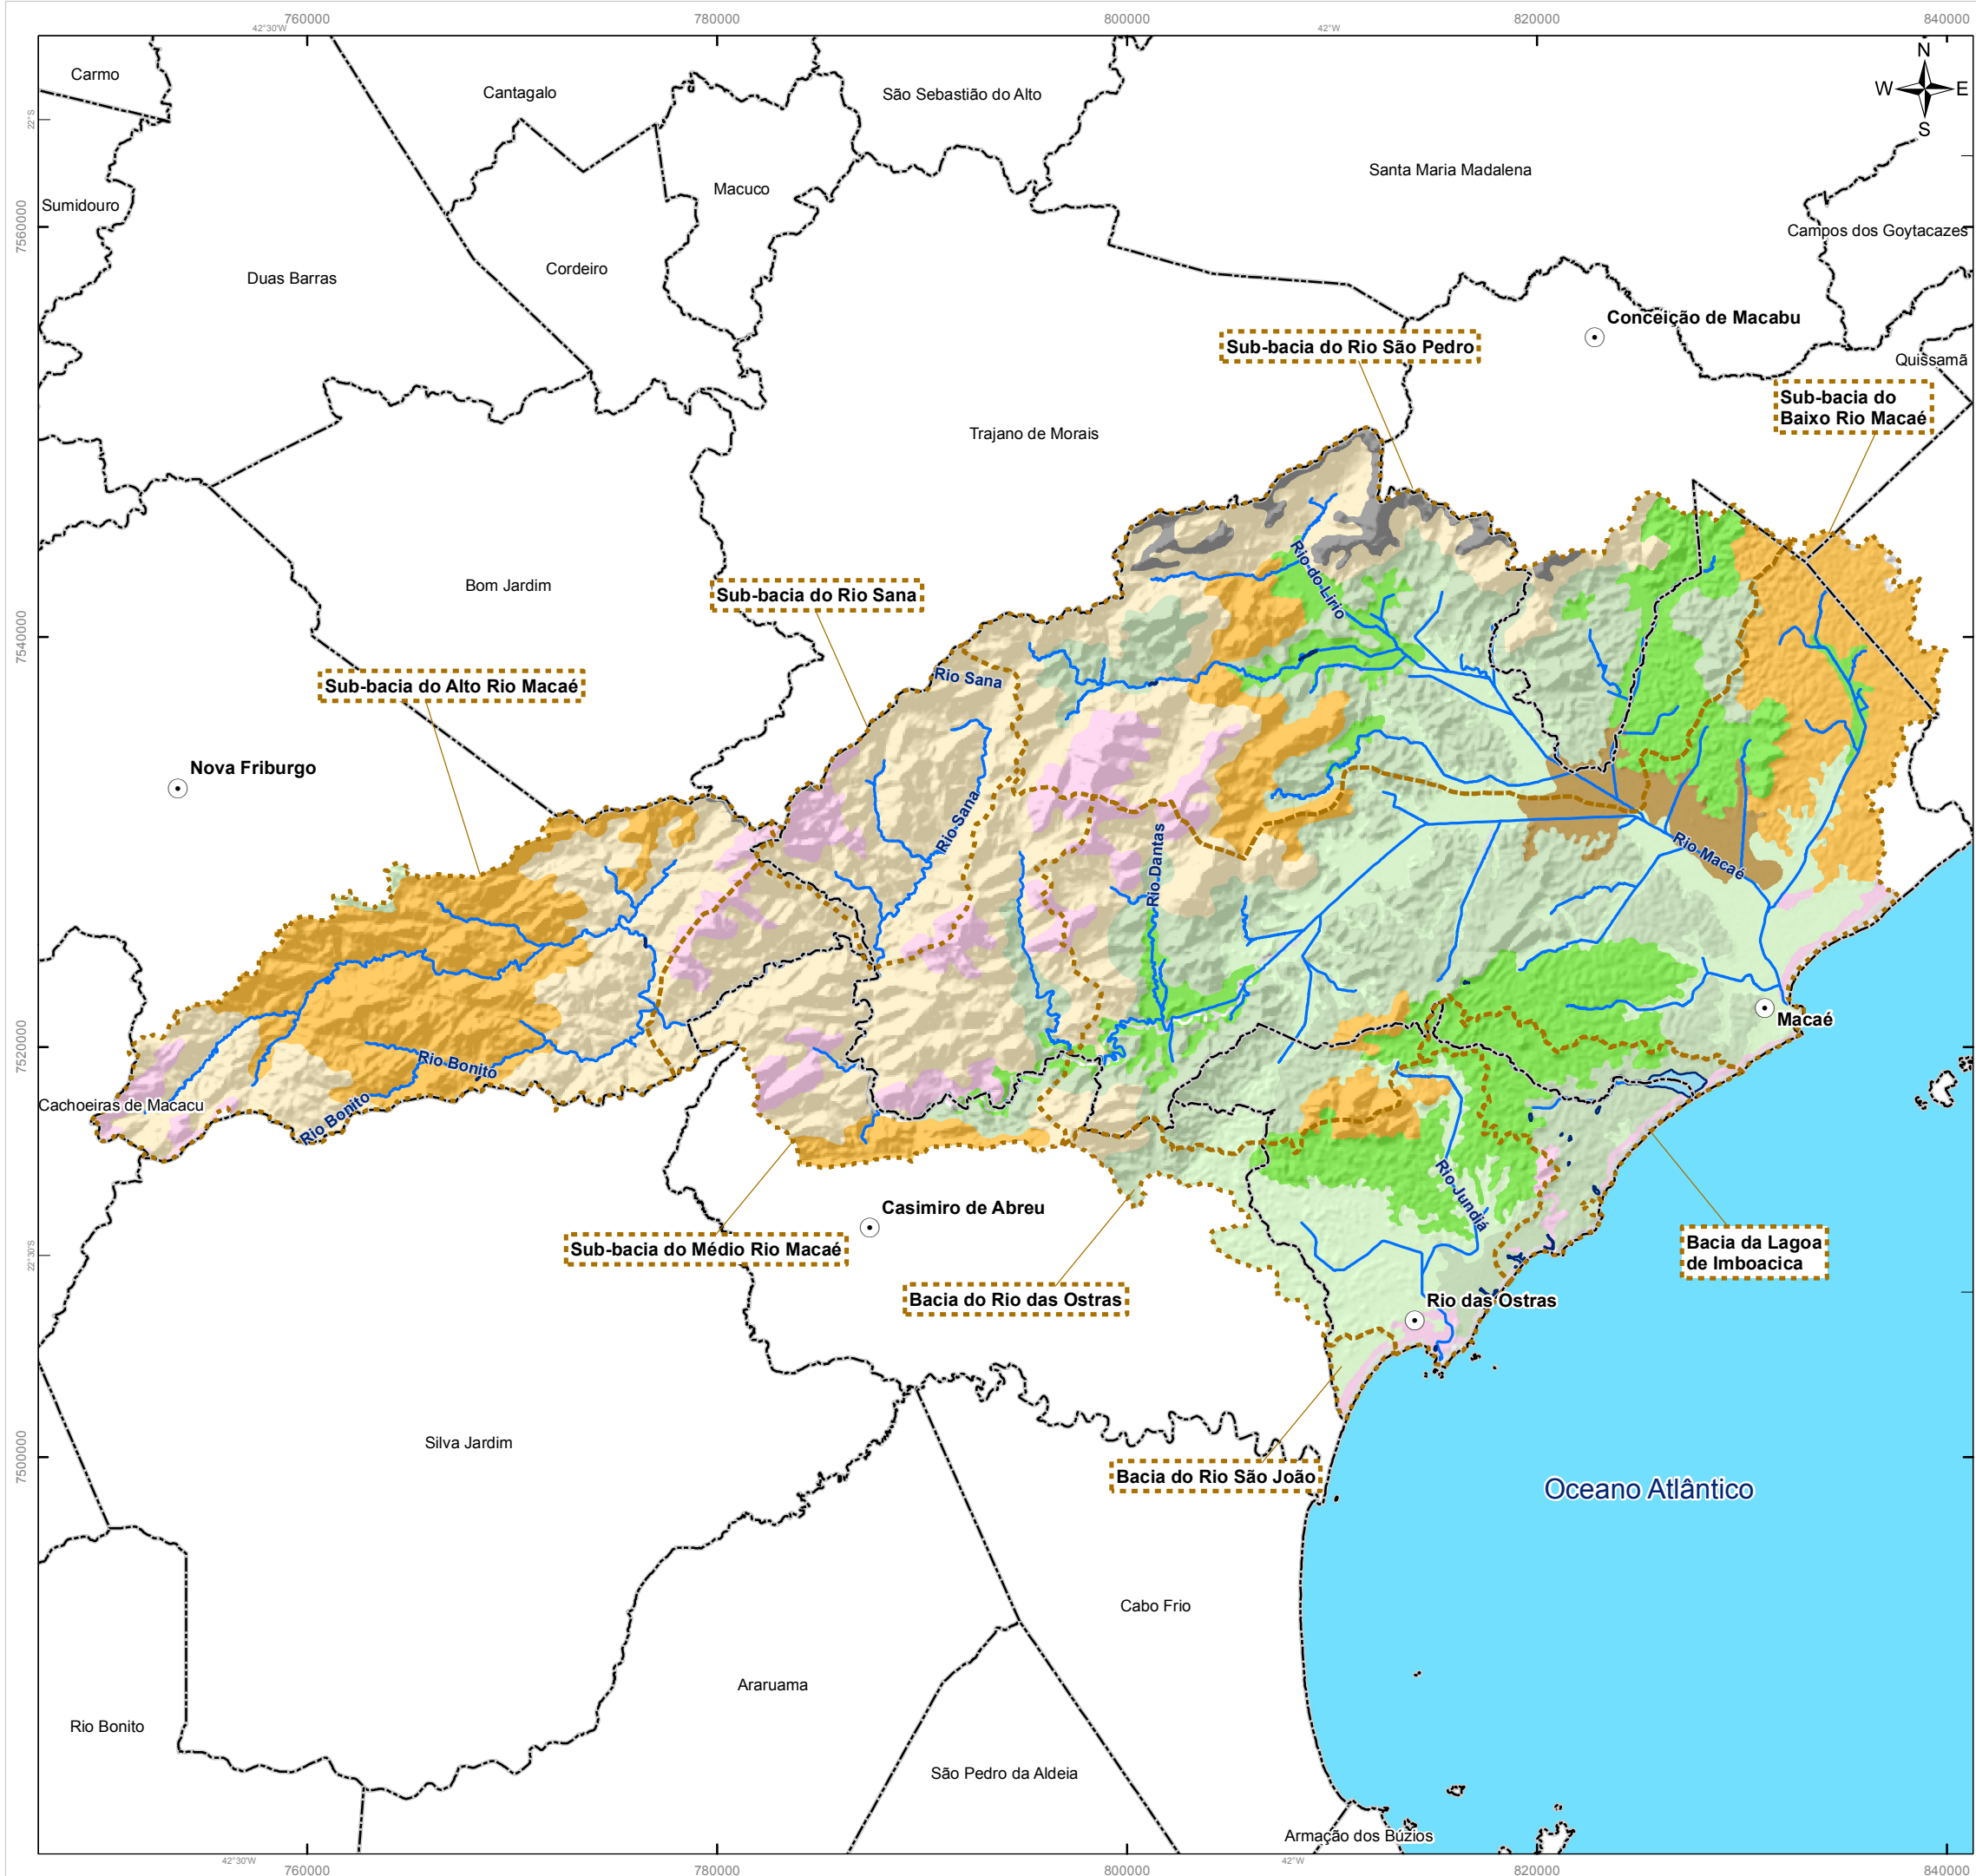 760000
780000
800000
820000
840000
42°30'W
42°W
N
W
E
S
Carmo
Cantagalo
São Sebastião do Alto
22°S
Santa Maria Madalena
Macuco
Sumidouro
7560000
Campos dos Goytacazes
Cordeiro
Duas Barras
Conceição de Macabu
Sub-bacia do Rio São Pedro
Quissamã
Sub-bacia do
Baixo Rio Macaé
Trajano de Morais
Rio do Lírio
Bom Jardim
Sub-bacia do Rio Sana
7540000
Rio Sana
Sub-bacia do Alto Rio Macaé
Nova Friburgo
Rio Sana
Rio Dantas
Rio Macaé
Macaé
7520000
Rio Bonito
Cachoeiras de Macacu
Rio Bonito
Rio Jundiá
Casimiro de Abreu
Sub-bacia do Médio Rio Macaé
Bacia da Lagoa
de Imboacica
22°30'S
Bacia do Rio das Ostras
Rio das Ostras
Silva Jardim
7500000
Bacia do Rio São João
Oceano Atlântico
Cabo Frio
Araruama
Rio Bonito
São Pedro da Aldeia
Armação dos Búzios
42°30'W
42°W
760000
780000
800000
820000
840000